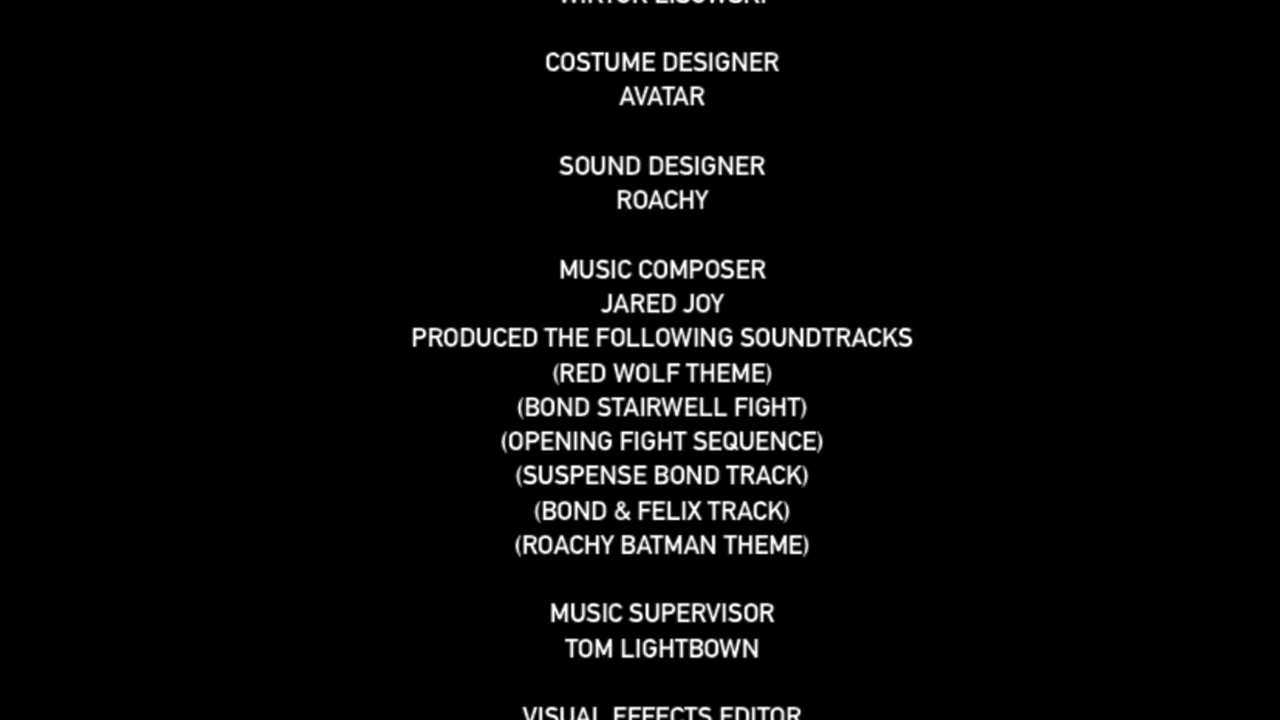 WIKTOR LISOWSKI
COSTUME DESIGNER
AVATAR
SOUND DESIGNER
ROACHY
MUSIC COMPOSER
JARED JOY
PRODUCED THE FOLLOWING SOUNDTRACKS
(RED WOLF THEME)
(BOND STAIRWELL FIGHT)
(OPENING FIGHT SEQUENCE)
(SUSPENSE BOND TRACK)
(BOND & FELIX TRACK)
(ROACHY BATMAN THEME)
MUSIC SUPERVISOR
TOM LIGHTBOWN
VISUAL EFFECTS EDITOR